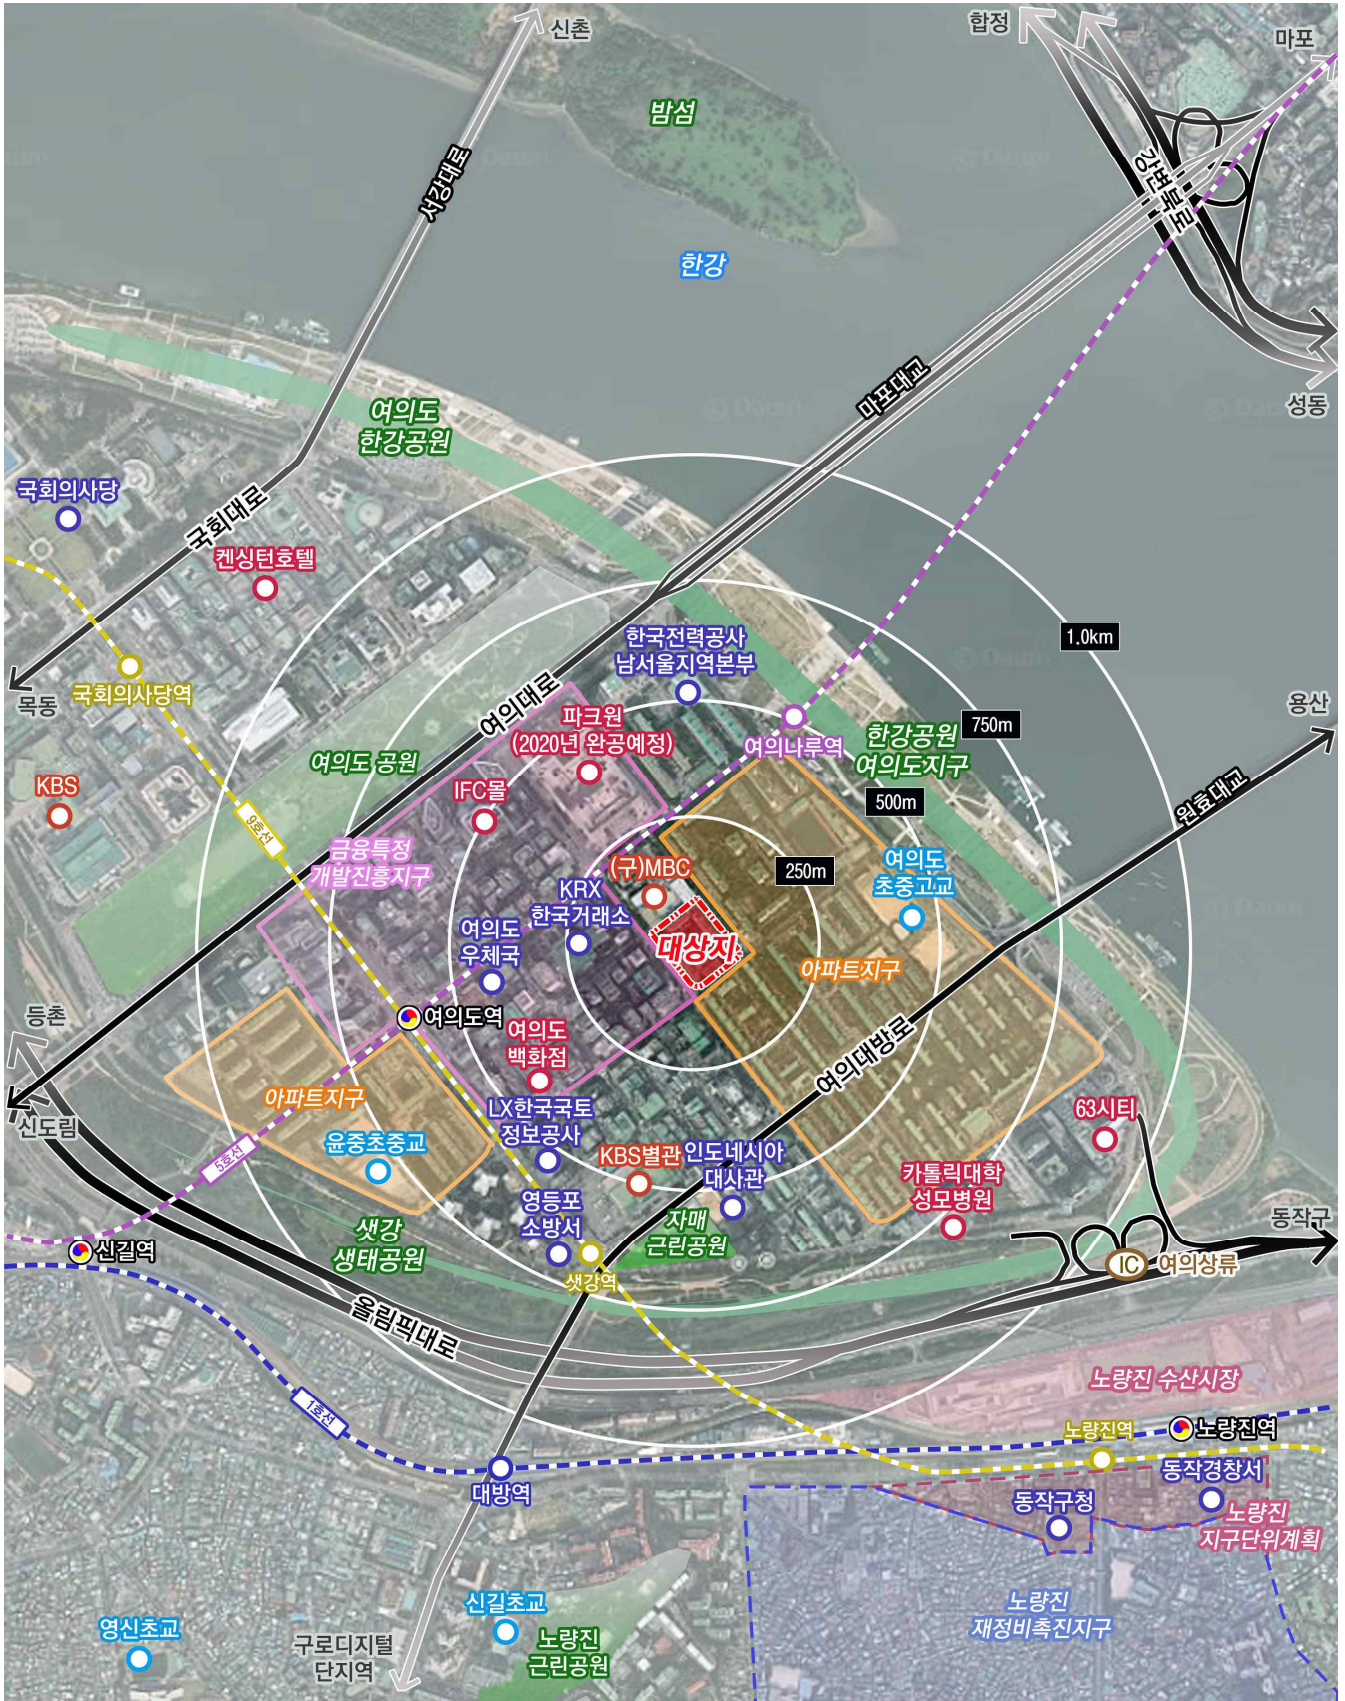 신촌
합정
마포
밤섬
서강대로
강변북로
한강
마포대교
성동
여의도
한강공원
국회의사당
국회대로
켄싱턴호텔
1.0km
한국전력공사
남서울지역본부
국회의사당역
목동
여의대로
파크원
(2020년 완공예정)
여의나루역
한강공원
여의도지구
750m
용산
여의도 공원
KBS
IFC몰
500m
원효대교
9호선
금융특정
개발진흥지구
(구)MBC
250m
여의도
초중고교
KRX
한국거래소
여의도
우체국
대상지
아파트지구
등촌
여의도역
여의도
백화점
여의대방로
아파트지구
신도림
LX한국국토
정보공사
63시티
5호선
윤중초중교
KBS별관
인도네시아
대사관
카톨릭대학
성모병원
영등포
소방서
자매
근린공원
동작구
샛강
생태공원
신길역
샛강역
IC
여의상류
올림픽대로
노량진 수산시장
1호선
노량진역
노량진역
대방역
동작경찰서
동작구청
노량진
지구단위계획
신길초교
노량진
재정비촉진지구
영신초교
구로디지털
단지역
노량진
근린공원